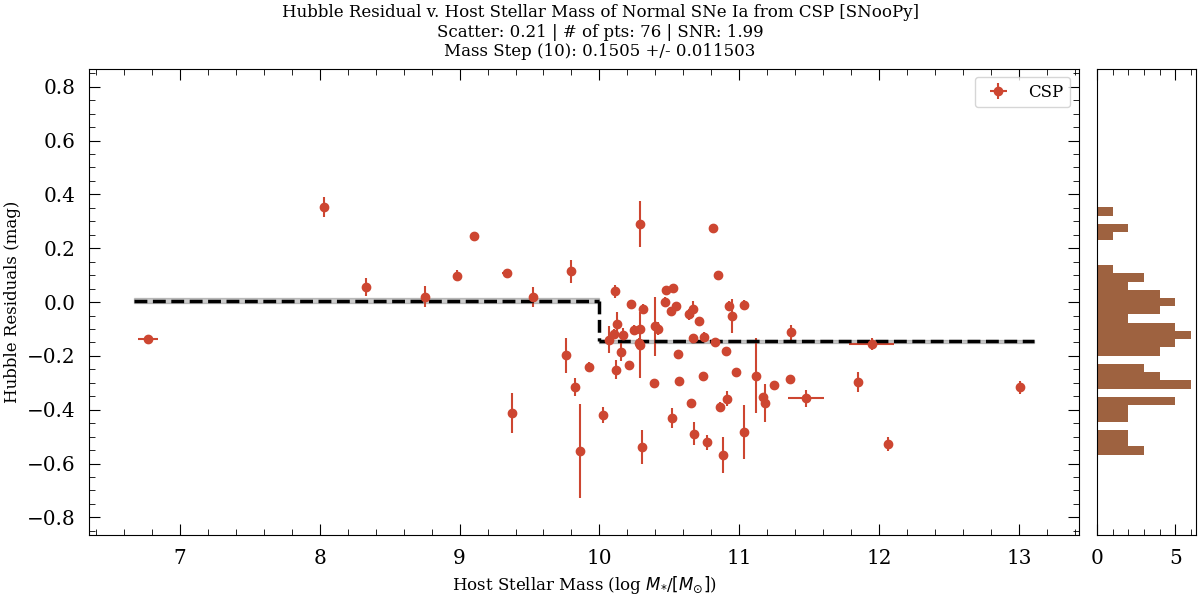 Hubble Residual v. Host Stellar Mass of Normal SNe Ia from CSP [SNooPy]
Scatter: 0.21 | # of pts: 76 | SNR: 1.99
Mass Step (10): 0.1505 +/- 0.011503
CSP
Hubble Residuals (mag)
0.8
0.6
0.4
0.2
0.0
−0.2
−0.4
−0.6
−0.8
7 8 9 10 11 12 13
0 5
Host Stellar Mass (log M*/[M⊙])